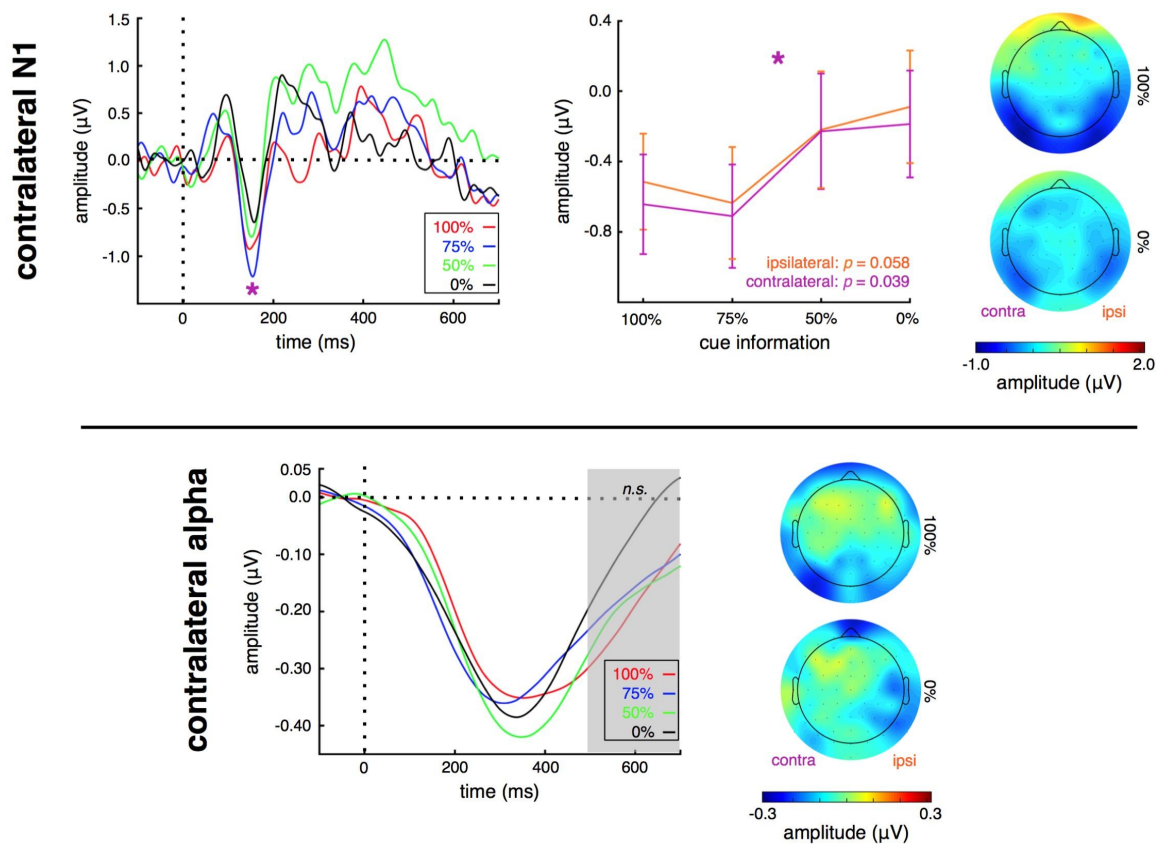 contralateral N1
amplitude (µV)
1.5
1.0
0.5
0.0
-0.5
-1.0
100%
75%
50%
0%
*
0
200
400
600
time (ms)
amplitude (µV)
0.4
0.0
-0.4
-0.8
*
ipsilateral: p = 0.058
contralateral: p = 0.039
100%
75%
50%
0%
cue information
100%
0%
contra
ipsi
-1.0
2.0
amplitude (µV)
contralateral alpha
amplitude (µV)
0.05
0.0
-0.10
-0.20
-0.30
-0.40
n.s.
100%
75%
50%
0%
0
200
400
600
time (ms)
100%
0%
contra
ipsi
-0.3
0.3
amplitude (µV)